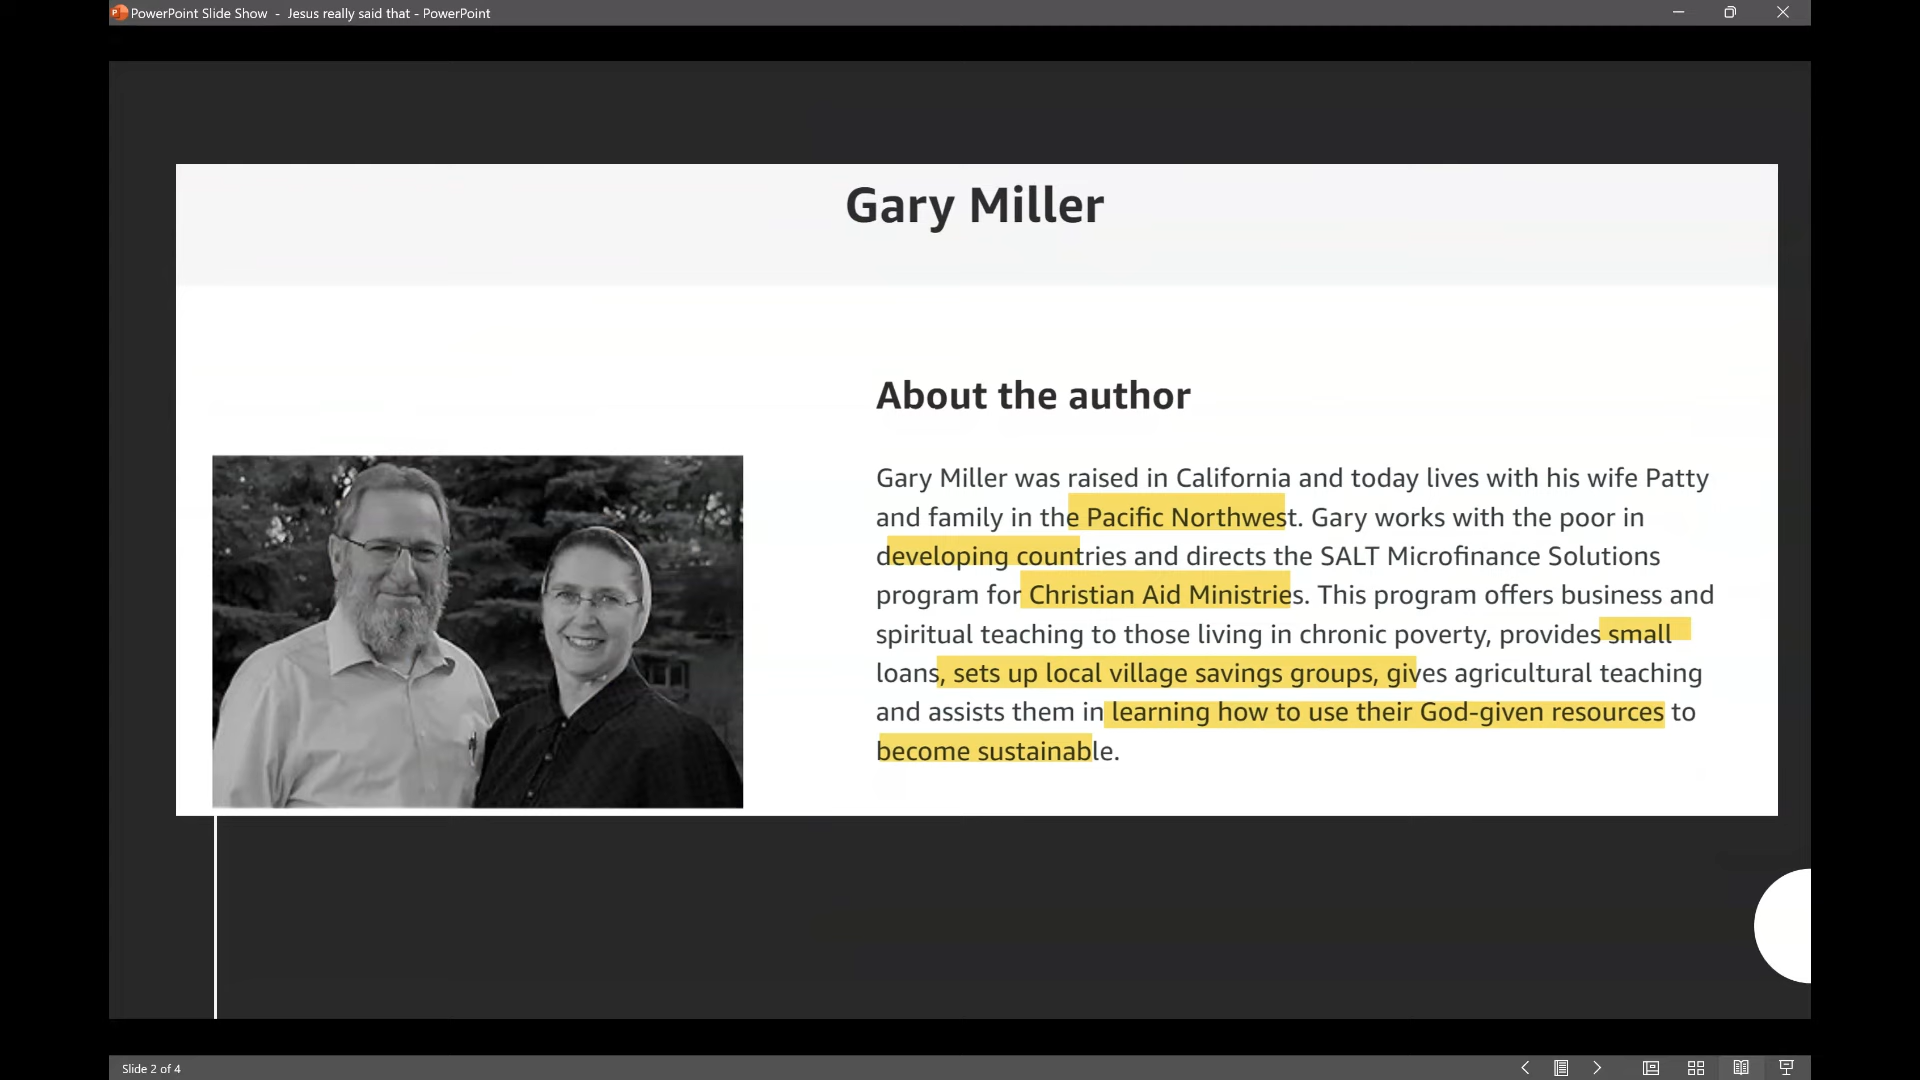 PowerPoint Slide Show - Jesus really said that - PowerPoint
Gary Miller
About the author
Gary Miller was raised in California and today lives with his wife Patty
and family in the Pacific Northwest. Gary works with the poor in
developing countries and directs the SALT Microfinance Solutions
program for Christian Aid Ministries. This program offers business and
spiritual teaching to those living in chronic poverty, provides small
loans, sets up local village savings groups, gives agricultural teaching
and assists them in learning how to use their God-given resources to
become sustainable.
Slide 2 of 4